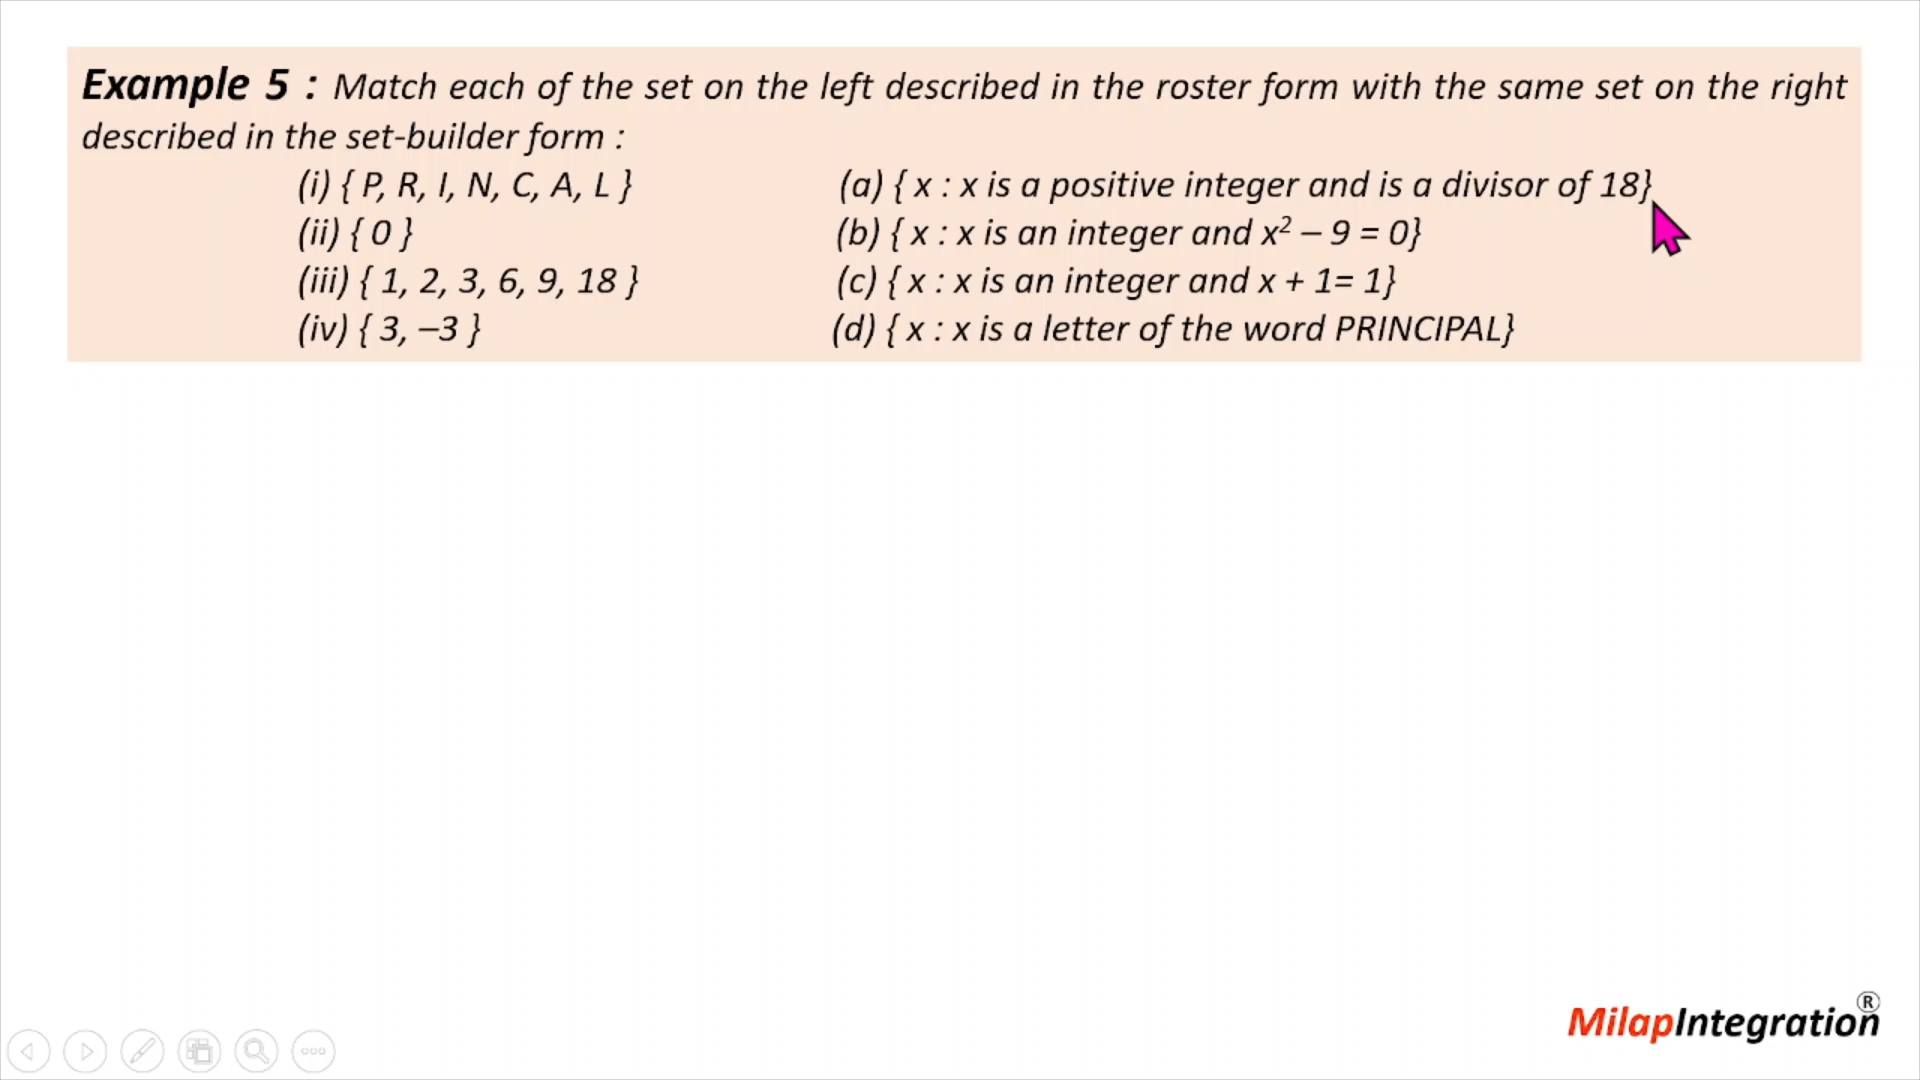 Example 5 : Match each of the set on the left described in the roster form with the same set on the right
described in the set-builder form :
(i) { P, R, I, N, C, A, L } (a) { x : x is a positive integer and is a divisor of 18}
(ii) { 0 } (b) { x : x is an integer and x² – 9 = 0}
(iii) { 1, 2, 3, 6, 9, 18 } (c) { x : x is an integer and x + 1= 1}
(iv) { 3, –3 } (d) { x : x is a letter of the word PRINCIPAL}
MilapIntegration®